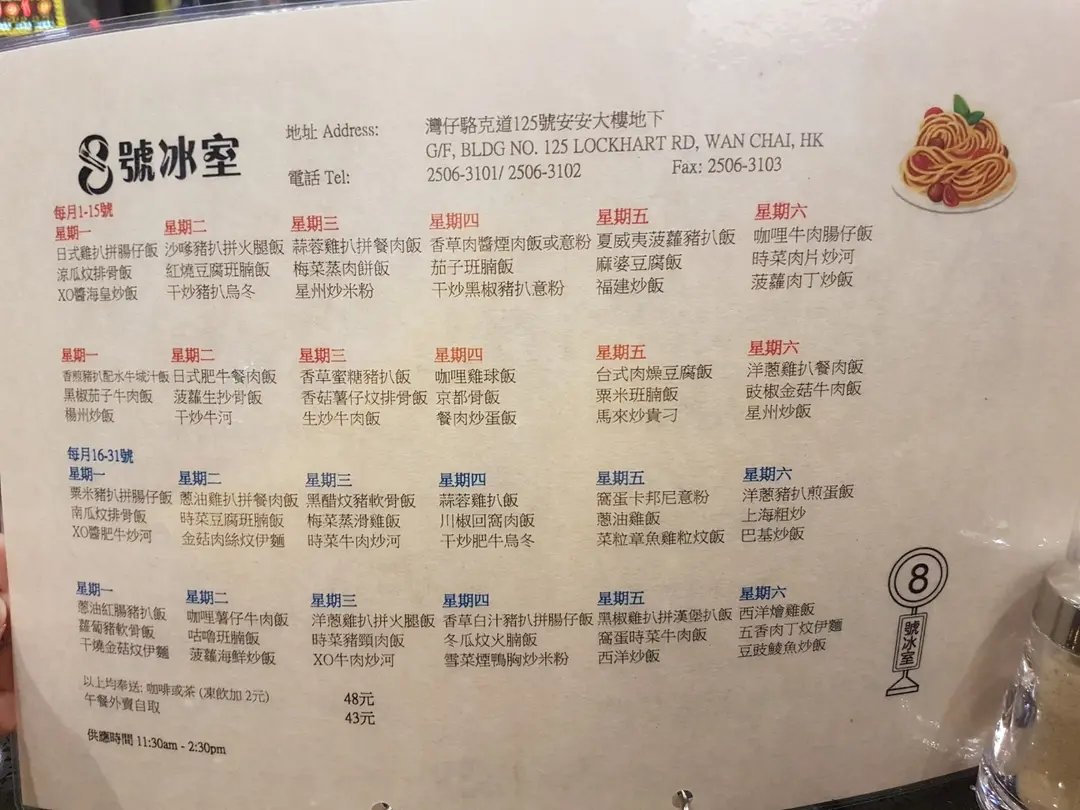 8號冰室
地址 Address: 灣仔駱克道125號安安大樓地下
G/F, BLDG NO. 125 LOCKHART RD, WAN CHAI, HK
電話 Tel: 2506-3101/ 2506-3102 Fax: 2506-3103
每月1-15號
星期一 星期二 星期三 星期四 星期五 星期六
日式雞扒拼腸仔飯 沙嗲豬扒拼火腿飯 蒜蓉雞扒拼餐肉飯 香草肉醬煙肉飯或意粉 夏威夷菠蘿豬扒飯 咖哩牛肉腸仔飯
涼瓜炆排骨飯 紅燒豆腐班腩飯 梅菜蒸肉餅飯 茄子班腩飯 麻婆豆腐飯 時菜肉片炒河
XO醬海皇炒飯 干炒豬扒烏冬 星州炒米粉 干炒黑椒豬扒意粉 福建炒飯 菠蘿肉丁炒飯
星期一 星期二 星期三 星期四 星期五 星期六
香煎豬扒配水牛城汁飯 日式肥牛餐肉飯 香草蜜糖豬扒飯 咖哩雞球飯 台式肉燥豆腐飯 洋蔥雞扒餐肉飯
黑椒茄子牛肉飯 菠蘿生抄骨飯 香菇薯仔炆排骨飯 京都骨飯 粟米班腩飯 豉椒金菇牛肉飯
楊州炒飯 干炒牛河 生炒牛肉飯 餐肉炒蛋飯 馬來炒貴刁 星州炒飯
每月16-31號
星期一 星期二 星期三 星期四 星期五 星期六
粟米豬扒拼腸仔飯 蔥油雞扒拼餐肉飯 黑醋炆豬軟骨飯 蒜蓉雞扒飯 窩蛋卡邦尼意粉 洋蔥豬扒煎蛋飯
南瓜炆排骨飯 時菜豆腐班腩飯 梅菜蒸滑雞飯 川椒回窩肉飯 蔥油雞飯 上海粗炒
XO醬肥牛炒河 金菇肉絲炆伊麵 時菜牛肉炒河 干炒肥牛烏冬 菜粒章魚雞粒炆飯 巴基炒飯
星期一 星期二 星期三 星期四 星期五 星期六
蔥油紅腸豬扒飯 咖哩薯仔牛肉飯 洋蔥雞扒拼火腿飯 香草白汁豬扒拼腸仔飯 黑椒雞扒拼漢堡扒飯 西洋燴雞飯
蘿蔔豬軟骨飯 咕嚕班腩飯 時菜豬頸肉飯 冬瓜炆火腩飯 窩蛋時菜牛肉飯 五香肉丁炆伊麵
干燒金菇炆伊麵 菠蘿海鮮炒飯 XO牛肉炒河 雪菜煙鴨胸炒米粉 西洋炒飯 豆豉鯪魚炒飯
以上均奉送: 咖啡或茶 (凍飲加 2元) 48元
午餐外賣自取 43元
供應時間 11:30am - 2:30pm
8
號冰室